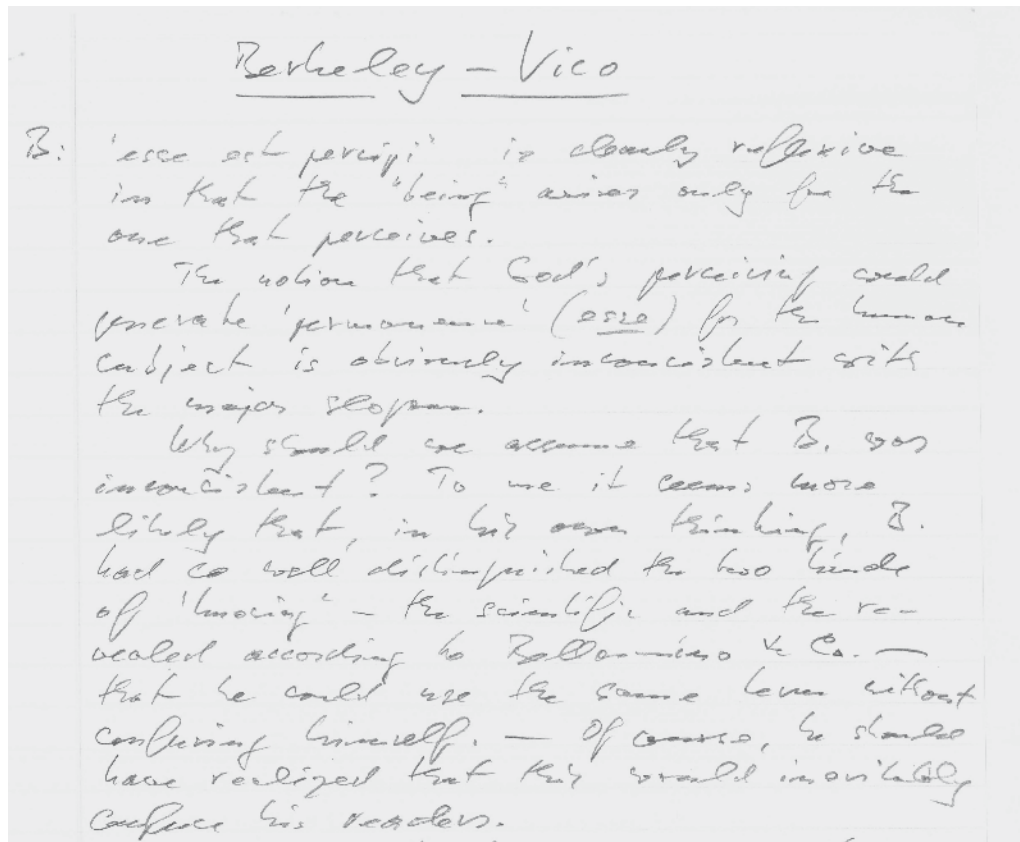 Berkeley – Vico
B: 'esse est percipi' is clearly reflexive
in that the "being" arises only for the
one that perceives.
The notion that God's perceiving could
generate 'permanence' (esse) for the human
subject is obviously inconsistent with
the major slogan.
Why should we assume that B. was
inconsistent? To me it seems more
likely that, in his own thinking, B.
had so well distinguished the two kinds
of 'knowing' – the scientific and the re-
vealed according to Bellarmino & Co. —
that he could use the same term without
confusing himself. — Of course, he should
have realized that this would inevitably
confuse his readers.